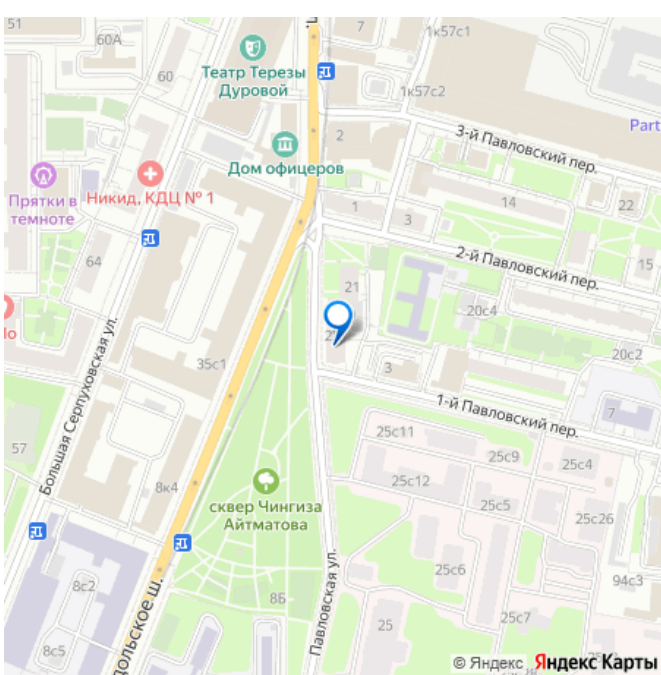 51
60А
7
1к57с1
60
Театр Терезы
Дуровой
1к57с2
2
3-й Павловский пер.
Part
Дом офицеров
Прятки в
темноте
Никид, КДЦ № 1
14
22
1
3
64
2-й Павловский пер.
15
21
20с4
Большая Серпуховская ул.
35с1
3
20с2
1-й Павловский пер.
7
57
25с11
25с9
25с4
8к4
сквер Чингиза
Айтматова
25с12
25с5
25с26
8с2
8Б
Павловская ул.
25с6
94с3
дольское ш.
25
25с7
8с5
© Яндекс Яндекс Карты